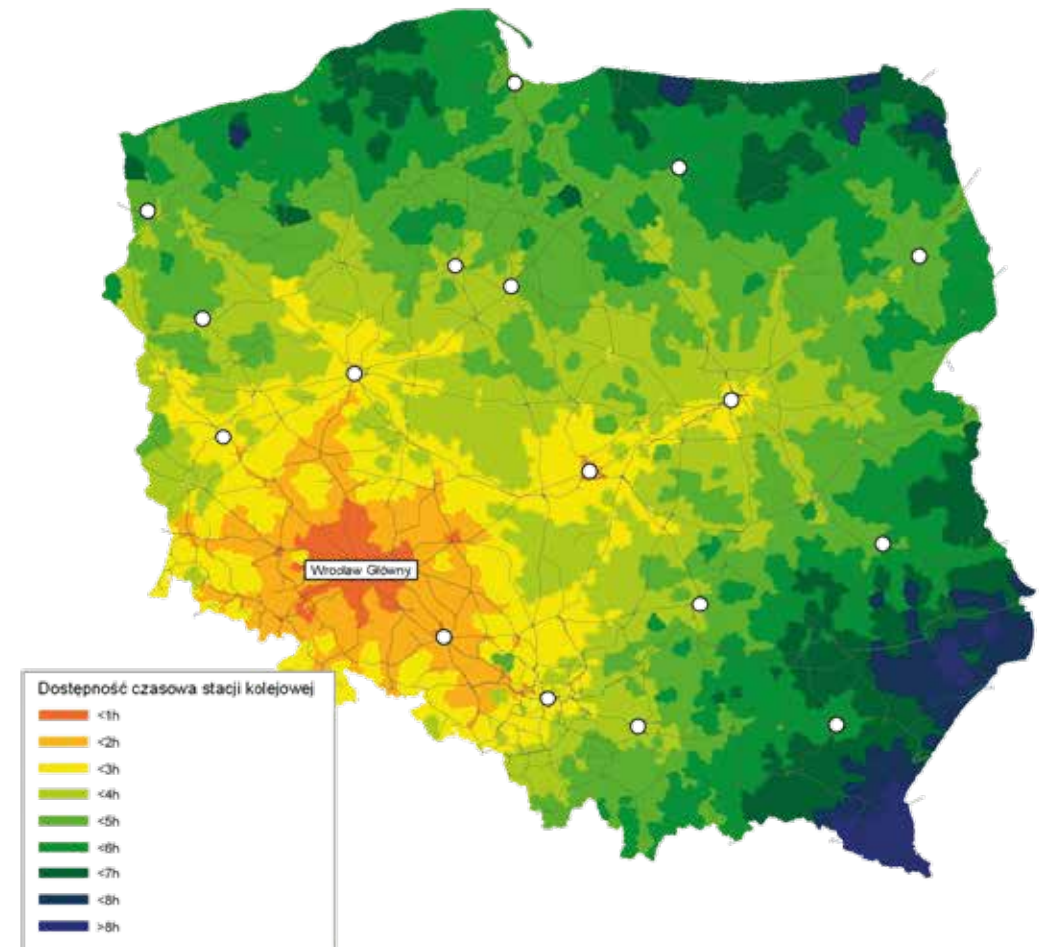 Wrocław Główny
Dostępność czasowa stacji kolejowej
<1h
<2h
<3h
<4h
<5h
<6h
<7h
<8h
>8h